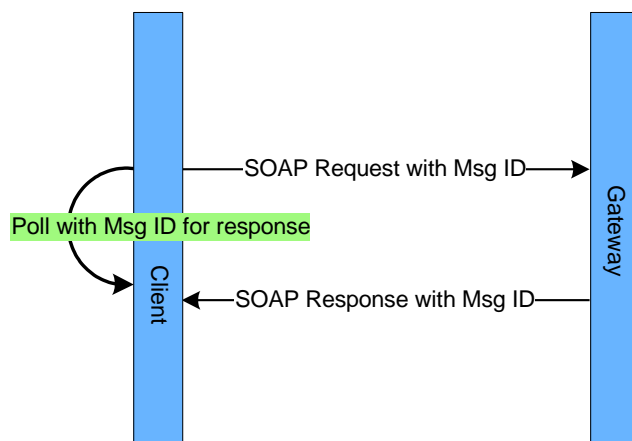 SOAP Request with Msg ID
Poll with Msg ID for response
Client
Gateway
SOAP Response with Msg ID